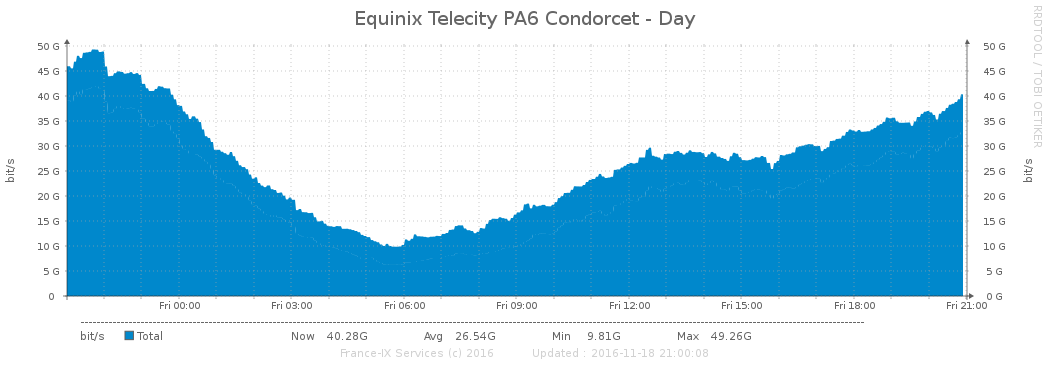 Equinix Telecity PA6 Condorcet - Day
RRDTOOL / TOBI OETIKER
bit/s
50 G
45 G
40 G
35 G
30 G
25 G
20 G
15 G
10 G
5 G
0
50 G
45 G
40 G
35 G
30 G
25 G
20 G
15 G
10 G
5 G
0 G
bit/s
Fri 00:00 Fri 03:00 Fri 06:00 Fri 09:00 Fri 12:00 Fri 15:00 Fri 18:00 Fri 21:00
bit/s Total Now 40.28G Avg 26.54G Min 9.81G Max 49.26G
France-IX Services (c) 2016 Updated : 2016-11-18 21:00:08